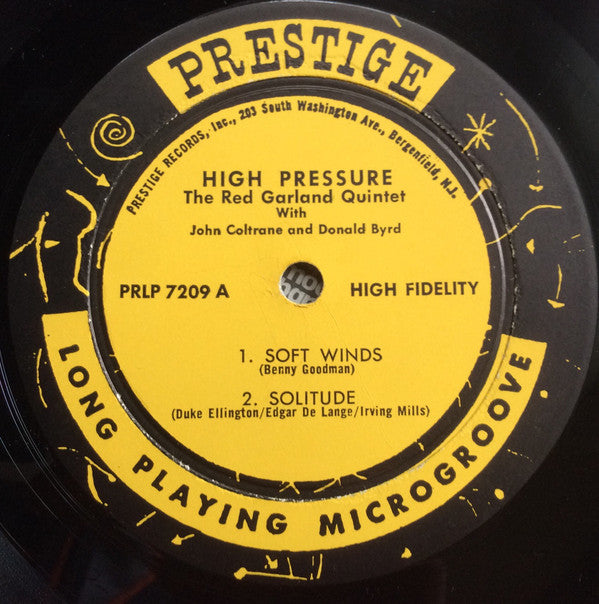 PRESTIGE
PRESTIGE RECORDS, Inc., 203 South Washington Ave., Bergenfield, N.J.
HIGH PRESSURE
The Red Garland Quintet
With
John Coltrane and Donald Byrd
PRLP 7209 A HIGH FIDELITY
1. SOFT WINDS
(Benny Goodman)
2. SOLITUDE
(Duke Ellington/Edgar De Lange/Irving Mills)
LONG PLAYING MICROGROOVE